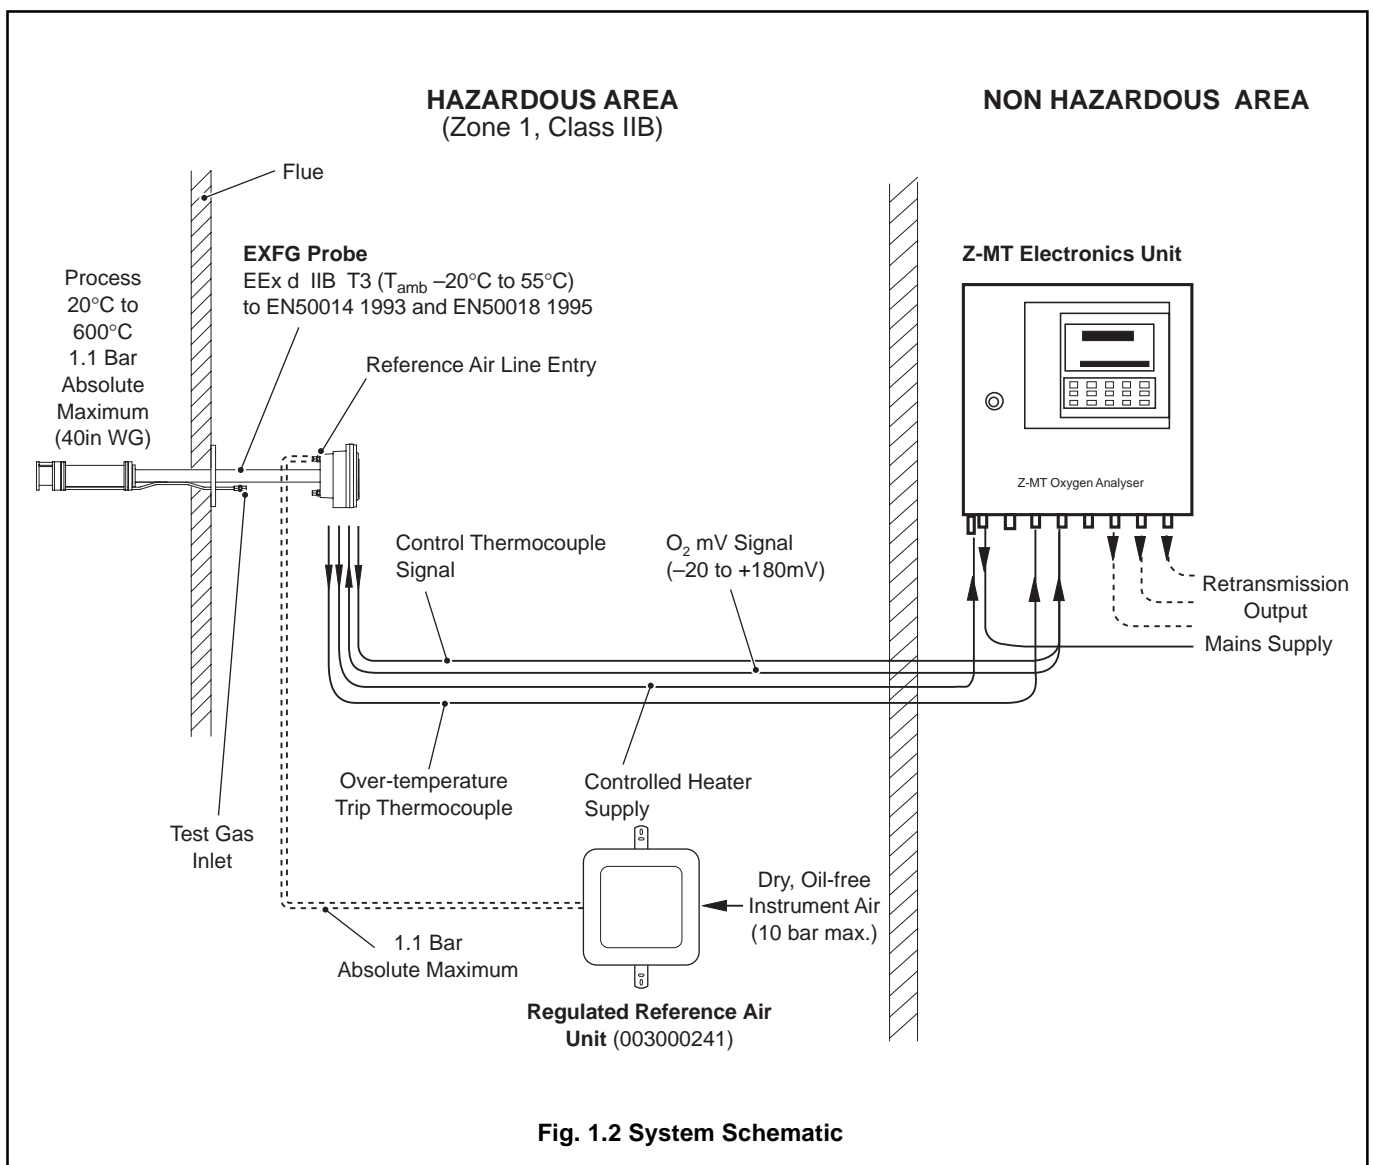 HAZARDOUS AREA
(Zone 1, Class IIB)
NON HAZARDOUS AREA
Flue
EXFG Probe
EEx d IIB T3 (Tamb –20°C to 55°C)
to EN50014 1993 and EN50018 1995
Process
20°C to
600°C
1.1 Bar
Absolute
Maximum
(40in WG)
Reference Air Line Entry
Z-MT Electronics Unit
Z-MT Oxygen Analyser
Control Thermocouple
Signal
O2 mV Signal
(–20 to +180mV)
Retransmission
Output
Mains Supply
Over-temperature
Trip Thermocouple
Controlled Heater
Supply
Test Gas
Inlet
Dry, Oil-free
Instrument Air
(10 bar max.)
1.1 Bar
Absolute Maximum
Regulated Reference Air
Unit (003000241)
Fig. 1.2 System Schematic